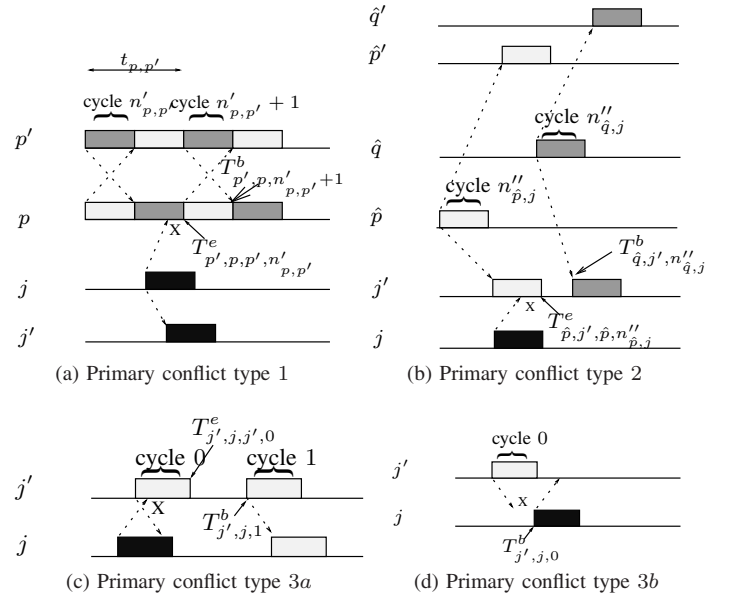 t_{p,p'}
cycle n'_{p,p'} cycle n'_{p,p'} + 1
p'
T^b_{p',p,n'_{p,p'}+1}
p
X
T^e_{p',p,p',n'_{p,p'}}
j
j'
(a) Primary conflict type 1
q̂'
p̂'
cycle n''_{q̂,j}
q̂
cycle n''_{p̂,j}
p̂
T^b_{q̂,j',n''_{q̂,j}}
j'
X
T^e_{p̂,j',p̂,n''_{p̂,j}}
j
(b) Primary conflict type 2
T^e_{j',j,j',0}
cycle 0 cycle 1
j'
X
T^b_{j',j,1}
j
(c) Primary conflict type 3a
cycle 0
j'
X
j
T^b_{j',j,0}
(d) Primary conflict type 3b